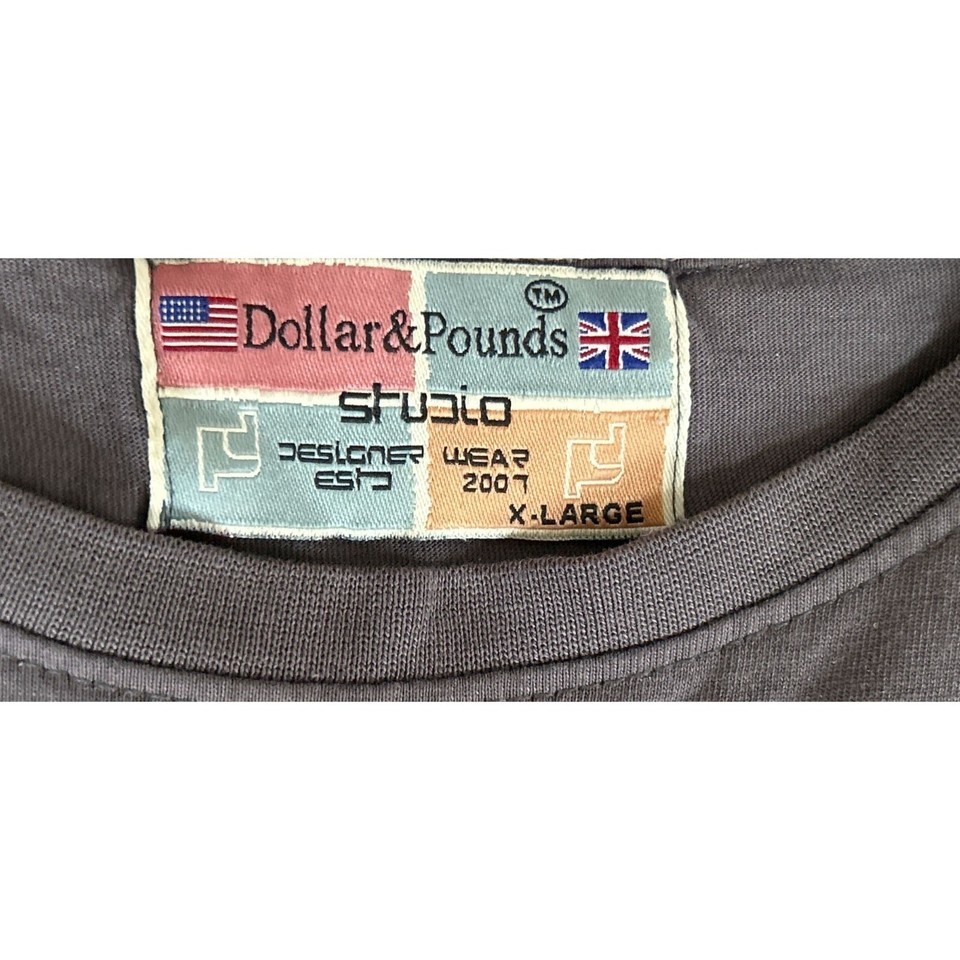 Dollar&Pounds TM
studio
DESIGNER WEAR
ESTD 2007
X-LARGE